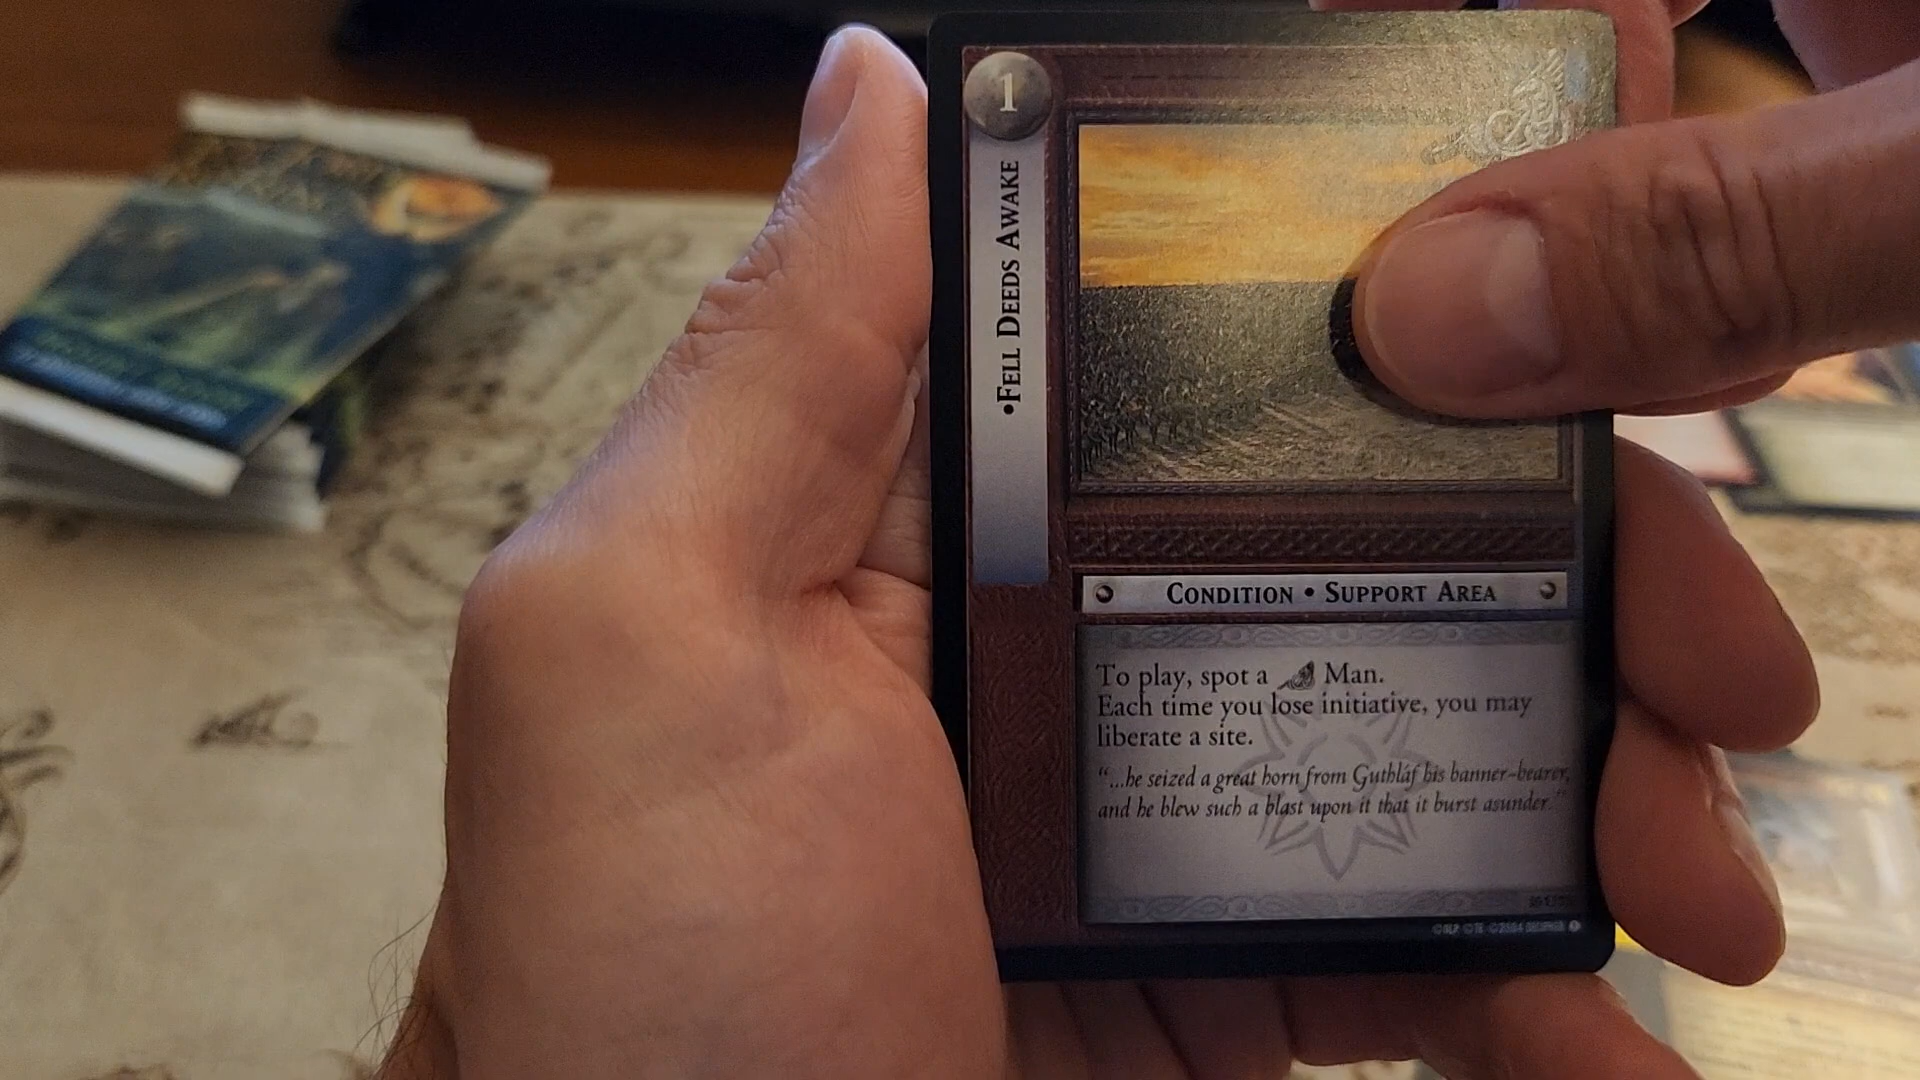 1
•FELL DEEDS AWAKE
CONDITION • SUPPORT AREA
To play, spot a Man.
Each time you lose initiative, you may
liberate a site.
“...he seized a great horn from Guthláf his banner-bearer,
and he blew such a blast upon it that it burst asunder.”